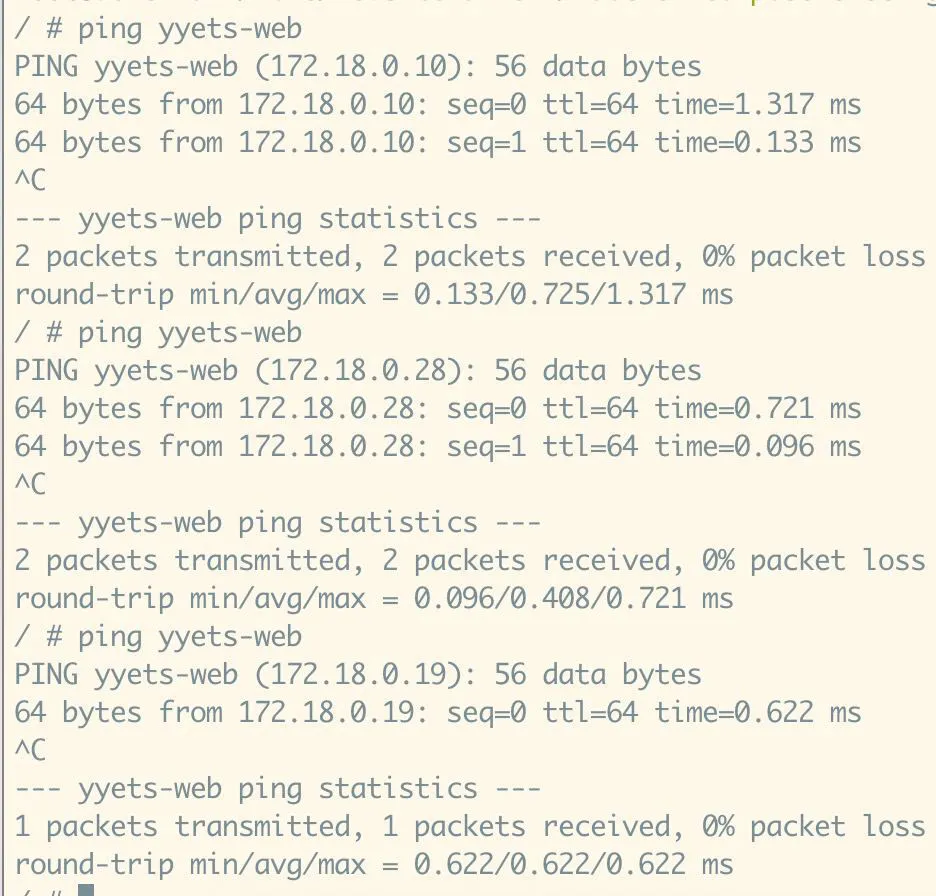 / # ping yyets-web
PING yyets-web (172.18.0.10): 56 data bytes
64 bytes from 172.18.0.10: seq=0 ttl=64 time=1.317 ms
64 bytes from 172.18.0.10: seq=1 ttl=64 time=0.133 ms
^C
--- yyets-web ping statistics ---
2 packets transmitted, 2 packets received, 0% packet loss
round-trip min/avg/max = 0.133/0.725/1.317 ms
/ # ping yyets-web
PING yyets-web (172.18.0.28): 56 data bytes
64 bytes from 172.18.0.28: seq=0 ttl=64 time=0.721 ms
64 bytes from 172.18.0.28: seq=1 ttl=64 time=0.096 ms
^C
--- yyets-web ping statistics ---
2 packets transmitted, 2 packets received, 0% packet loss
round-trip min/avg/max = 0.096/0.408/0.721 ms
/ # ping yyets-web
PING yyets-web (172.18.0.19): 56 data bytes
64 bytes from 172.18.0.19: seq=0 ttl=64 time=0.622 ms
^C
--- yyets-web ping statistics ---
1 packets transmitted, 1 packets received, 0% packet loss
round-trip min/avg/max = 0.622/0.622/0.622 ms
/ #